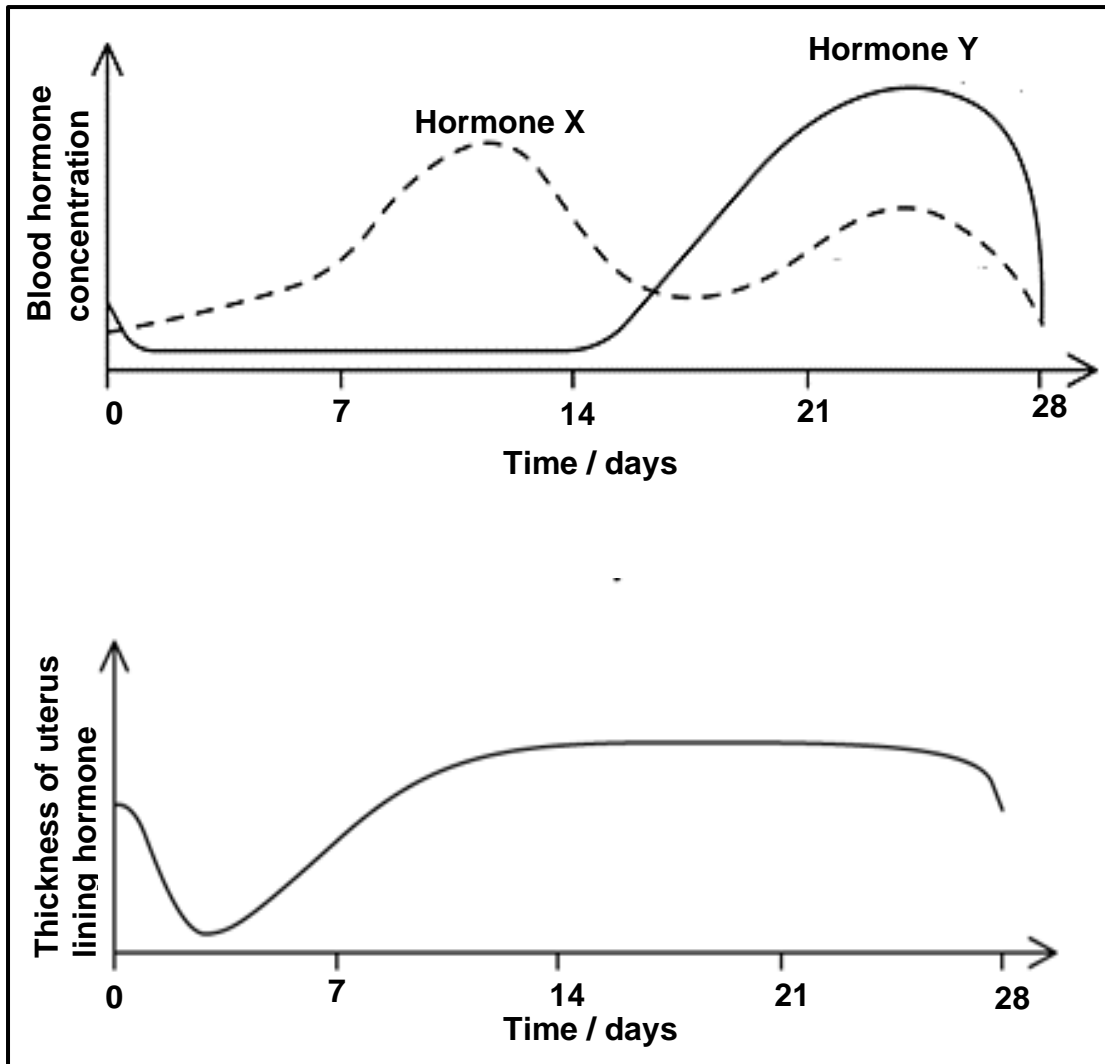 Hormone Y
Hormone X
Blood hormone
concentration
0 7 14 21 28
Time / days
Thickness of uterus
lining hormone
0 7 14 21 28
Time / days